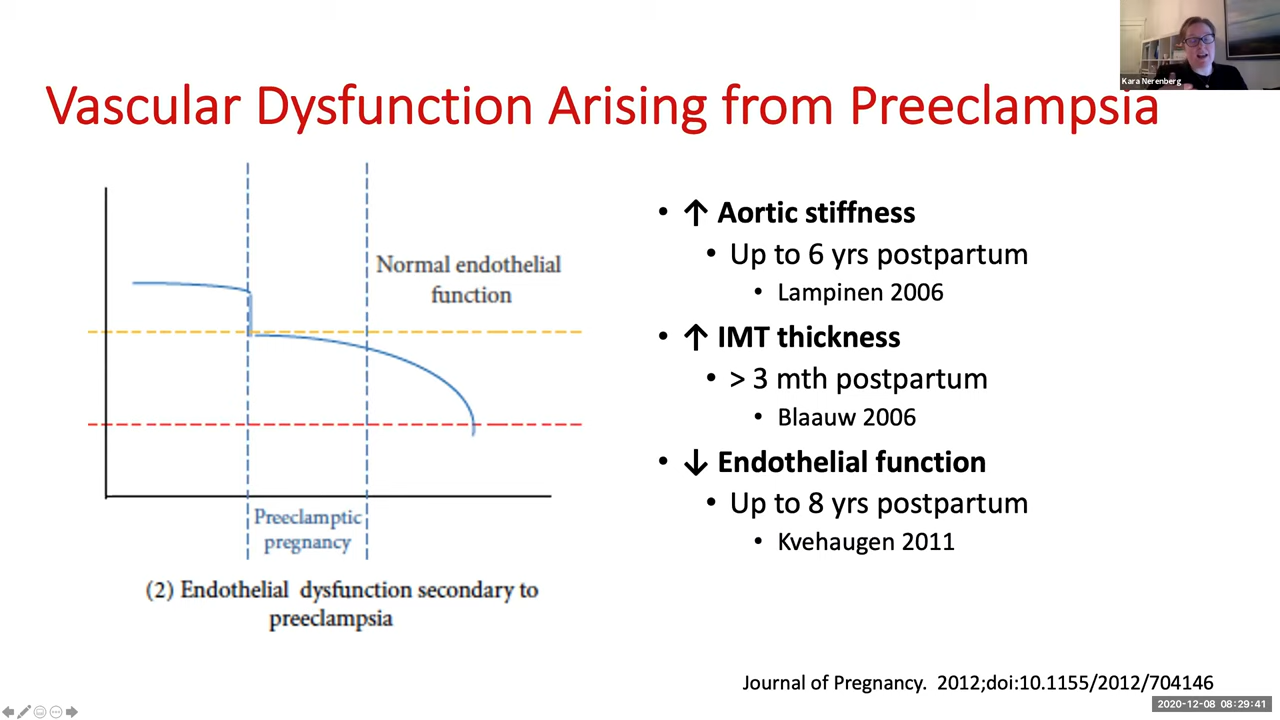 Kara Nerenberg
Vascular Dysfunction Arising from Preeclampsia
Normal endothelial
function
Preeclamptic
pregnancy
(2) Endothelial dysfunction secondary to
preeclampsia
• ↑ Aortic stiffness
• Up to 6 yrs postpartum
• Lampinen 2006
• ↑ IMT thickness
• > 3 mth postpartum
• Blaauw 2006
• ↓ Endothelial function
• Up to 8 yrs postpartum
• Kvehaugen 2011
Journal of Pregnancy. 2012;doi:10.1155/2012/704146
2020-12-08 08:29:41